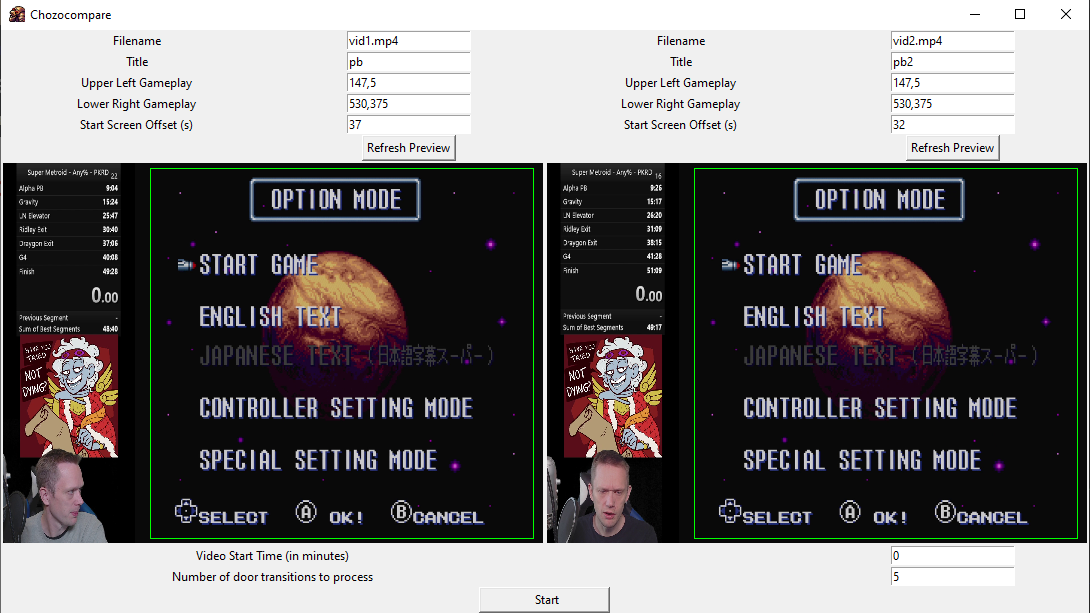 Chozocompare
Filename vid1.mp4 Filename vid2.mp4
Title pb Title pb2
Upper Left Gameplay 147,5 Upper Left Gameplay 147,5
Lower Right Gameplay 530,375 Lower Right Gameplay 530,375
Start Screen Offset (s) 37 Start Screen Offset (s) 32
Refresh Preview Refresh Preview
Super Metroid - Any% - PKRD 22
Alpha PB 9:04
Gravity 15:24
LN Elevator 25:47
Ridley Exit 30:40
Draygon Exit 37:06
G4 40:08
Finish 49:28
0.00
Previous Segment -
Sum of Best Segments 48:40
GIVE YOU TRIED
NOT
DYING?
OPTION MODE
START GAME
ENGLISH TEXT
JAPANESE TEXT (日本語字幕スーパー)
CONTROLLER SETTING MODE
SPECIAL SETTING MODE
SELECT A OK! B CANCEL
Super Metroid - Any% - PKRD 16
Alpha PB 9:26
Gravity 15:17
LN Elevator 26:20
Ridley Exit 31:09
Draygon Exit 38:15
G4 41:28
Finish 51:09
0.00
Previous Segment -
Sum of Best Segments 49:17
TRIED
NOT
DYING?
OPTION MODE
START GAME
ENGLISH TEXT
JAPANESE TEXT (日本語字幕スーパー)
CONTROLLER SETTING MODE
SPECIAL SETTING MODE
SELECT A OK! B CANCEL
Video Start Time (in minutes) 0
Number of door transitions to process 5
Start